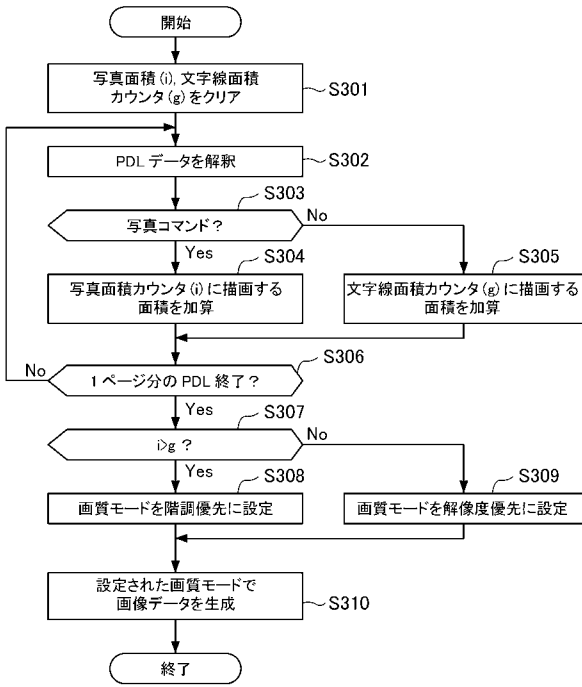 開始
写真面積(i), 文字線面積
カウンタ(g)をクリア
S301
PDLデータを解釈
S302
S303
写真コマンド?
No
Yes
S304
S305
写真面積カウンタ(i)に描画する
面積を加算
文字線面積カウンタ(g)に描画する
面積を加算
S306
No
1ページ分のPDL終了?
Yes
S307
i>g ?
No
Yes
S308
S309
画質モードを階調優先に設定
画質モードを解像度優先に設定
設定された画質モードで
画像データを生成
S310
終了